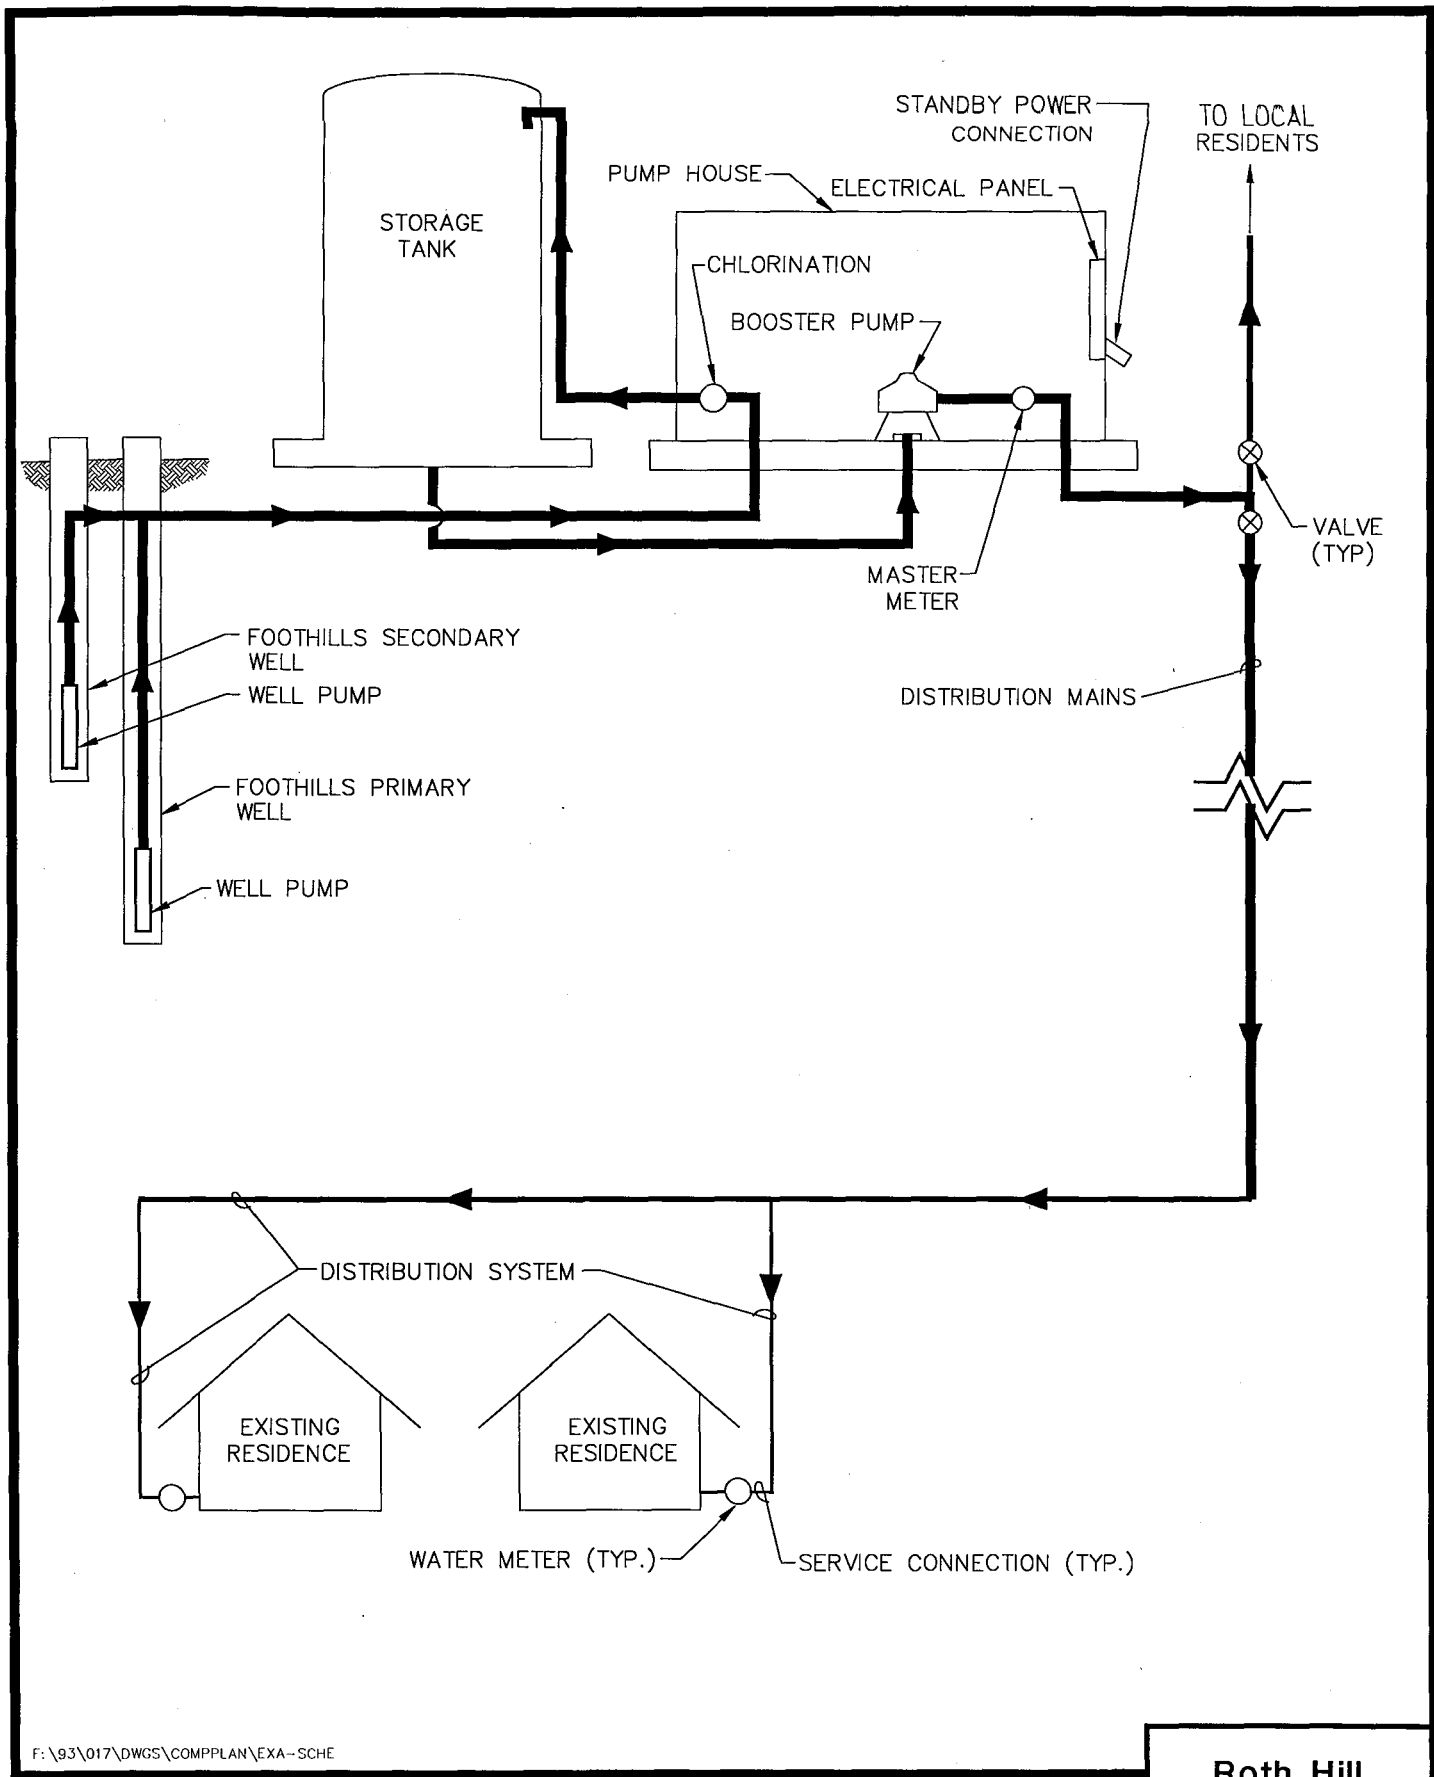 STANDBY POWER
CONNECTION
TO LOCAL
RESIDENTS
PUMP HOUSE
ELECTRICAL PANEL
STORAGE
TANK
CHLORINATION
BOOSTER PUMP
VALVE
(TYP)
MASTER
METER
FOOTHILLS SECONDARY
WELL
WELL PUMP
DISTRIBUTION MAINS
FOOTHILLS PRIMARY
WELL
WELL PUMP
DISTRIBUTION SYSTEM
EXISTING
RESIDENCE
EXISTING
RESIDENCE
WATER METER (TYP.)
SERVICE CONNECTION (TYP.)
F:\93\017\DWGS\COMPPLAN\EXA-SCHE
Roth Hill